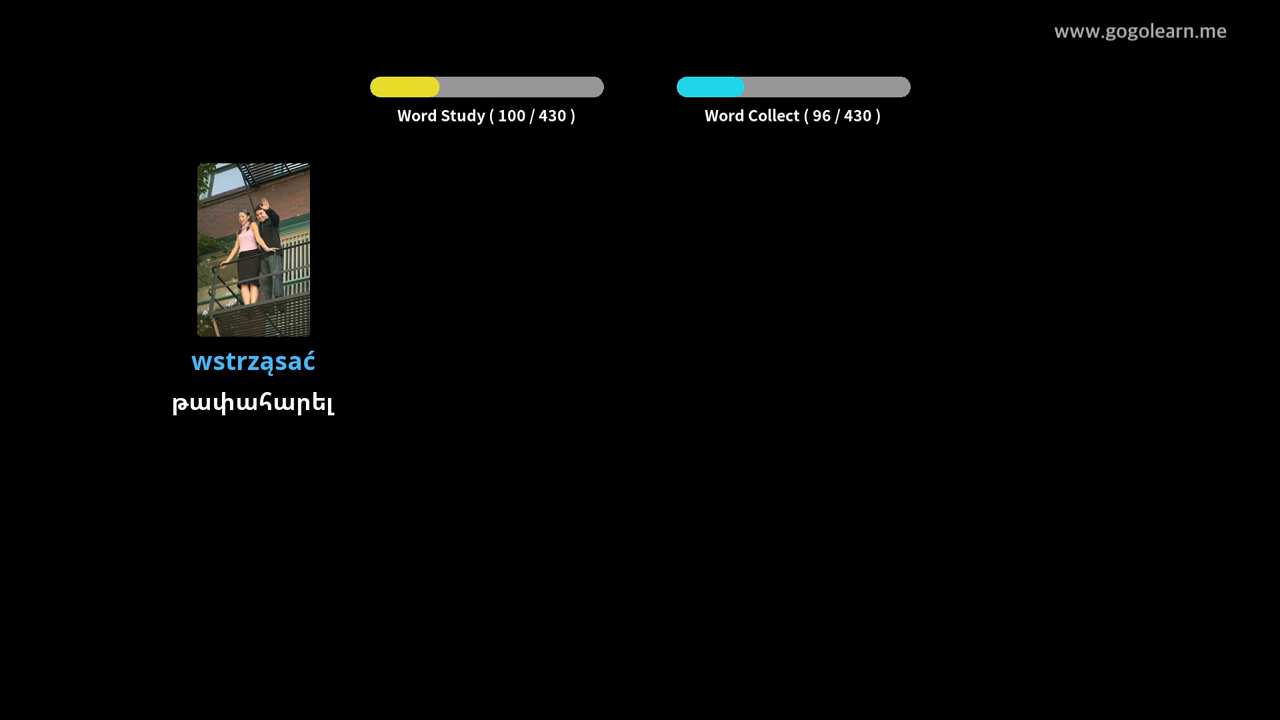 www.gogolearn.me
Word Study ( 100 / 430 )
Word Collect ( 96 / 430 )
wstrząsać
թափահարել